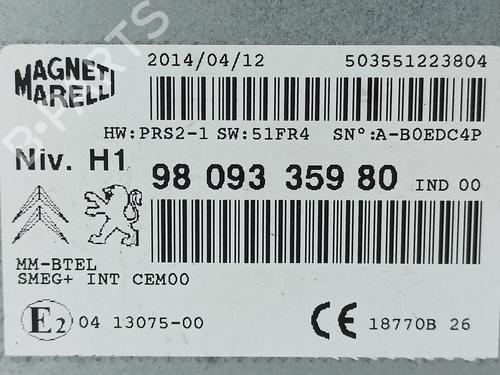 MAGNETI
MARELLI
2014/04/12 503551223804
HW:PRS2-1 SW:51FR4 SN°:A-B0EDC4P
Niv. H1 98 093 359 80 IND 00
MM-BTEL
SMEG+ INT CEM00
E2 04 13075-00 CE 18770B 26
B-PARTS